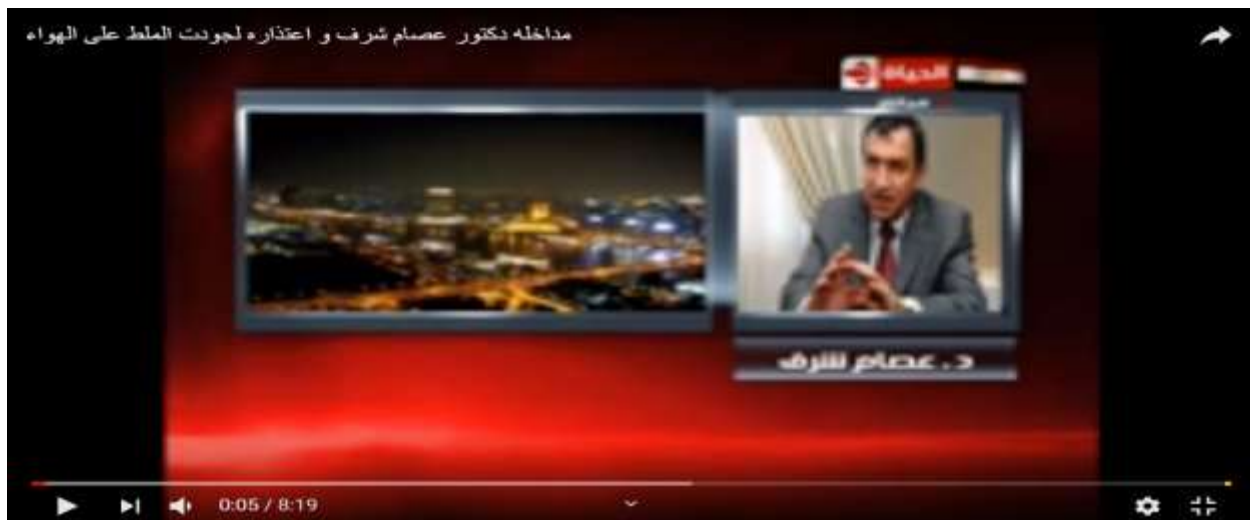 مداخله دكتور عصام شرف و اعتذاره لجودت الملط على الهواء
الحياة
د. عصام شرف
0:05 / 8:19